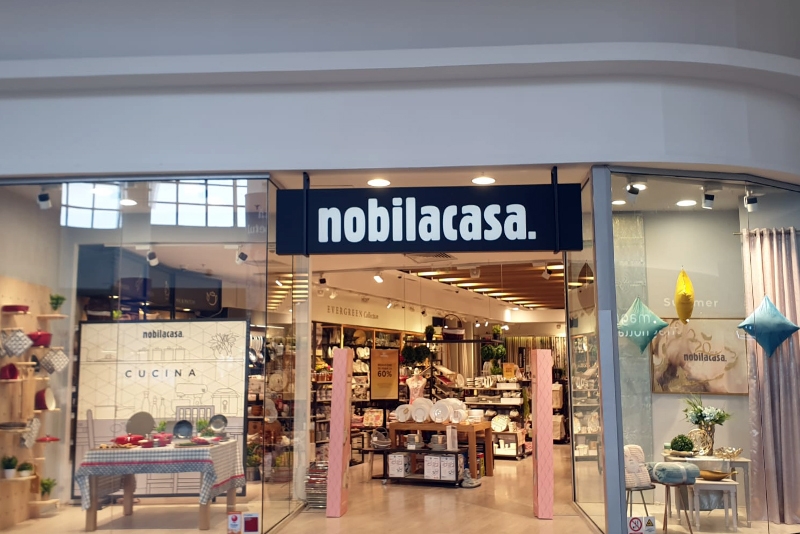 nobilacasa.
EVERGREEN Collection
nobilacasa.
CUCINA
60%
nobilacasa.